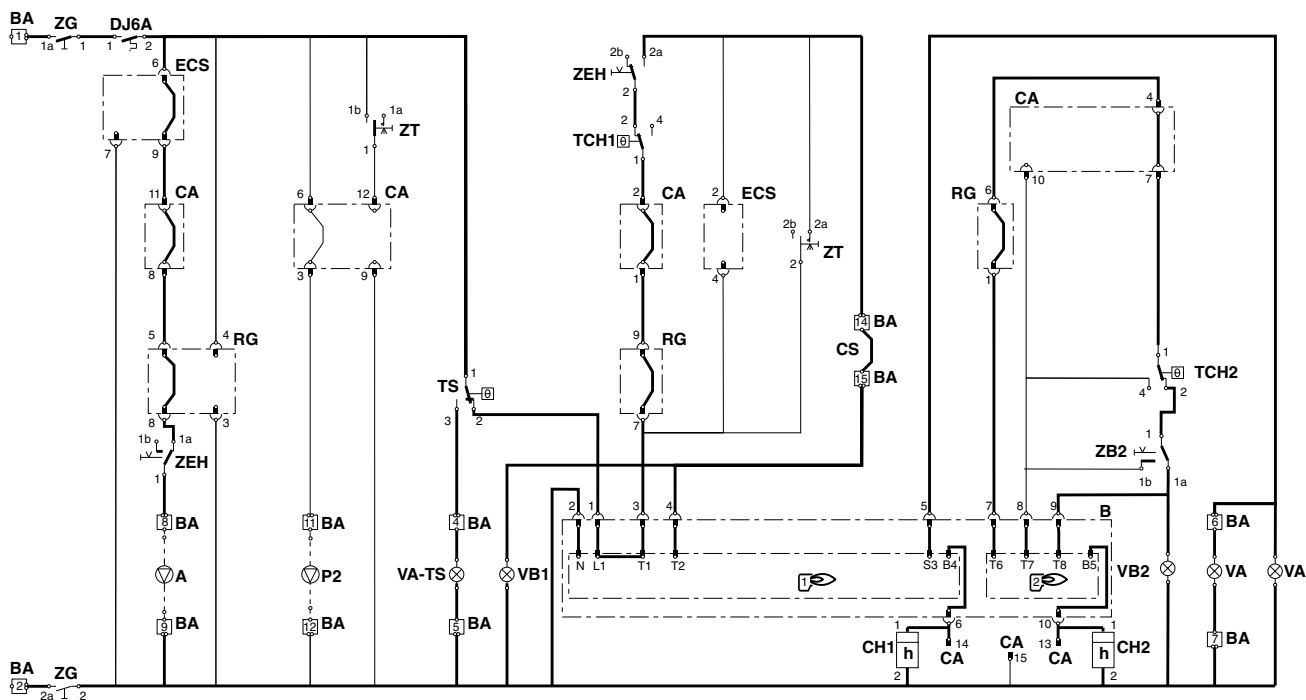 BA ZG DJ6A
1 1a 1 1 2
6 ECS
7 9
11 CA
8
5 4 RG
8 3
1b 1a
ZEH
1
8 BA
A
9 BA
1b 1a
ZT
1
6 12 CA
3 9
11 BA
P2
12 BA
1
TS θ
3 2
4 BA
VA-TS
5 BA
VB1
2b 2a
ZEH
2
2 4
TCH1 θ
1
2 CA
1
2 ECS
4
2b 2a
ZT
2
9 RG
7
14 BA
CS
15 BA
CA 4
10 7
RG 6
1
1
θ TCH2
4 2
1
ZB2
1b 1a
2 1 3 4 5 7 8 9 B
N L1 T1 T2 S3 B4 T6 T7 T8 B5
1 2
6 10
VB2
6 BA
VA
7 BA
VA
1 14 CA
CH1 h
2
CA 15
13 CA 1
h CH2
2
BA ZG
2 2a 2